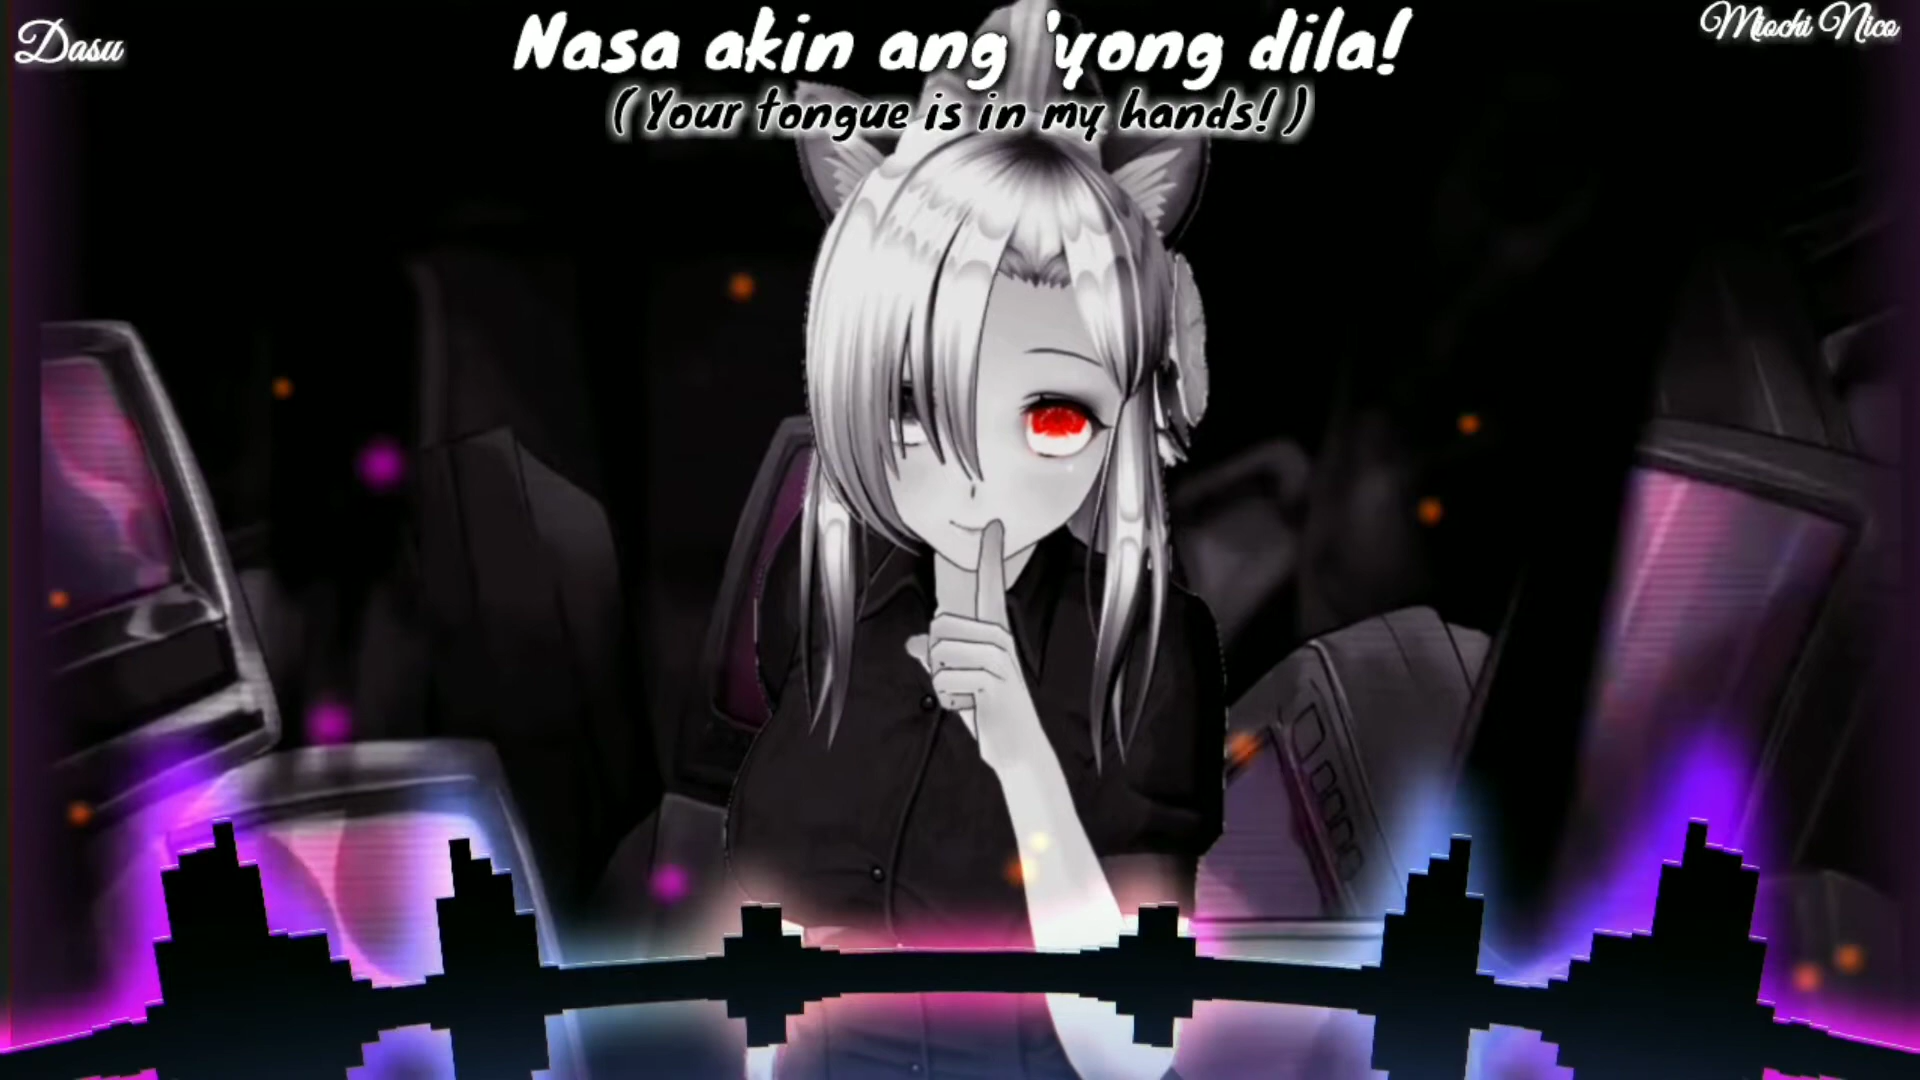 Dasu
Nasa akin ang 'yong dila!
(Your tongue is in my hands!)
Miochi Nico